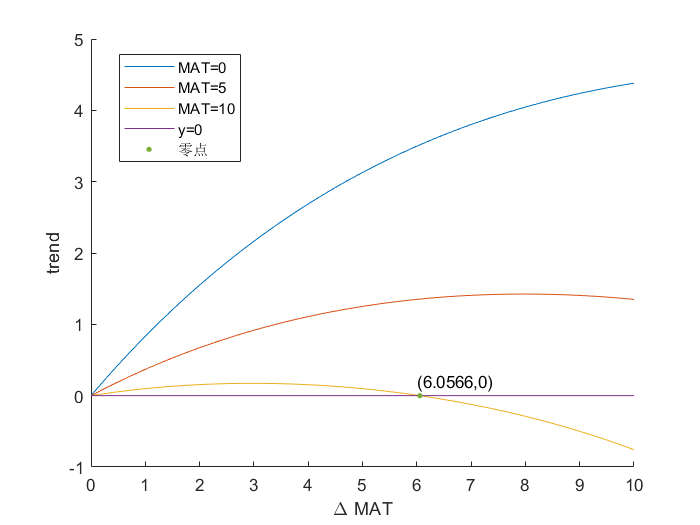 5
MAT=0
MAT=5
MAT=10
y=0
零点
4
3
2
1
0
-1
trend
(6.0566,0)
0 1 2 3 4 5 6 7 8 9 10
Δ MAT